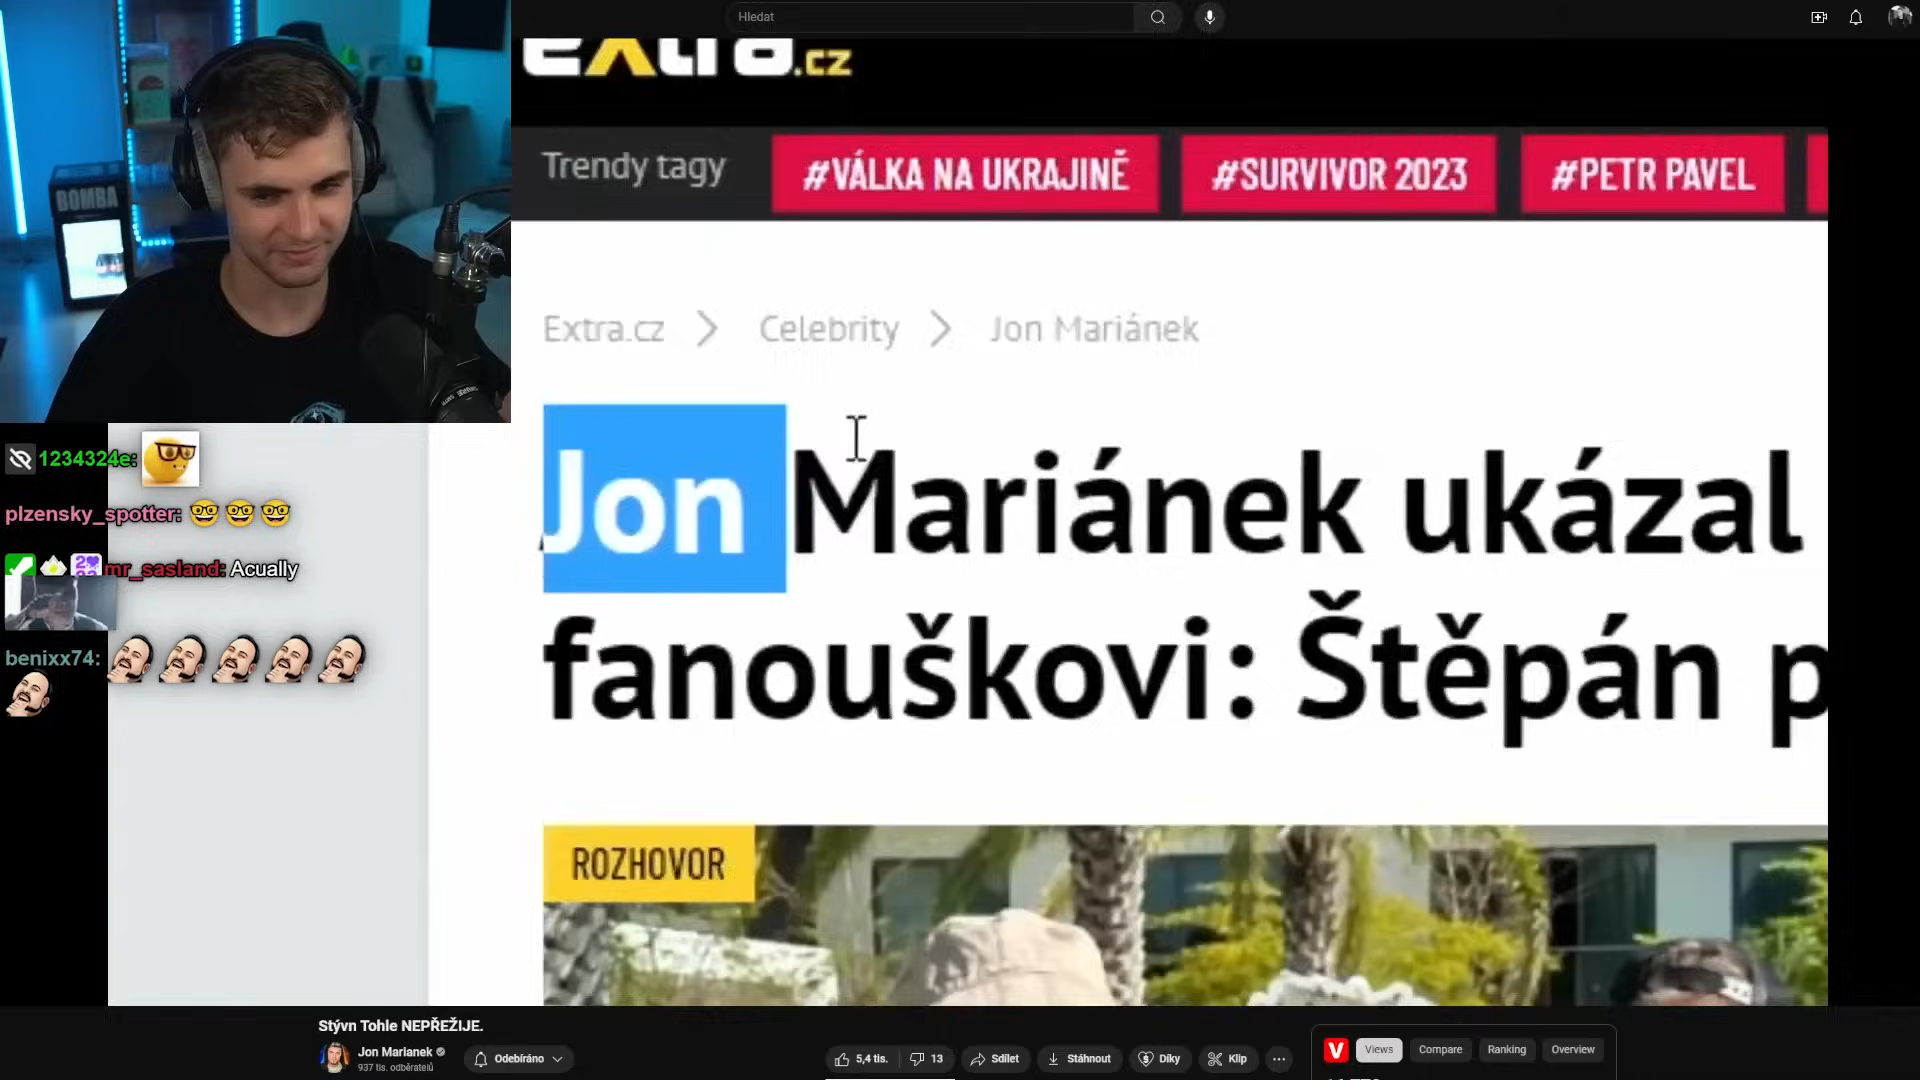 Hledat
extra.cz
Trendy tagy
#VÁLKA NA UKRAJINĚ
#SURVIVOR 2023
#PETR PAVEL
BOMBA
Extra.cz
Celebrity
Jon Mariánek
Jon Mariánek ukázal
fanouškovi: Štěpán p
1234324e:
plzensky_spotter:
mr_sasland: Acually
benixx74:
ROZHOVOR
Stývn Tohle NEPŘEŽIJE.
Jon Marianek
937 tis. odběratelů
Odebíráno
5,4 tis.
13
Sdílet
Stáhnout
Díky
Klip
Views
Compare
Ranking
Overview